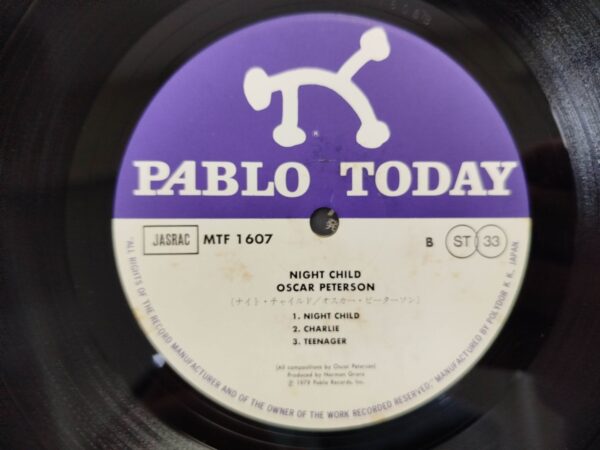 PABLO TODAY
JASRAC MTF 1607 B ST 33
NIGHT CHILD
OSCAR PETERSON
(ナイト・チャイルド/オスカー・ピーターソン)
1. NIGHT CHILD
2. CHARLIE
3. TEENAGER
(All compositions by Oscar Peterson)
Produced by Norman Granz
℗ 1979 Pablo Records, Inc.
"ALL RIGHTS OF THE RECORD MANUFACTURER AND OF THE OWNER OF THE WORK RECORDED RESERVED." MANUFACTURED BY POLYDOR K. K. JAPAN